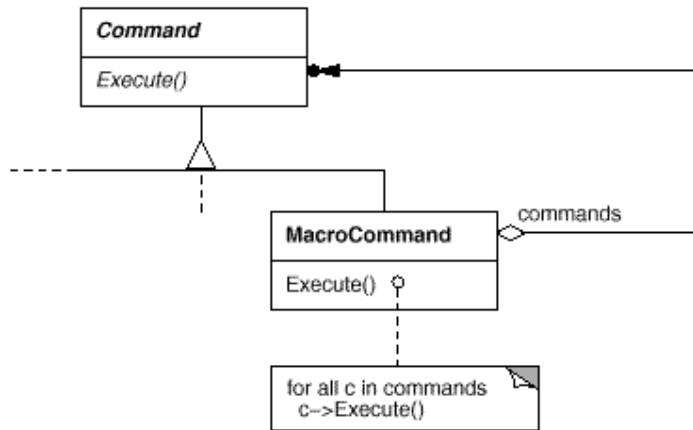 Command
Execute()
commands
MacroCommand
Execute()
for all c in commands
c->Execute()